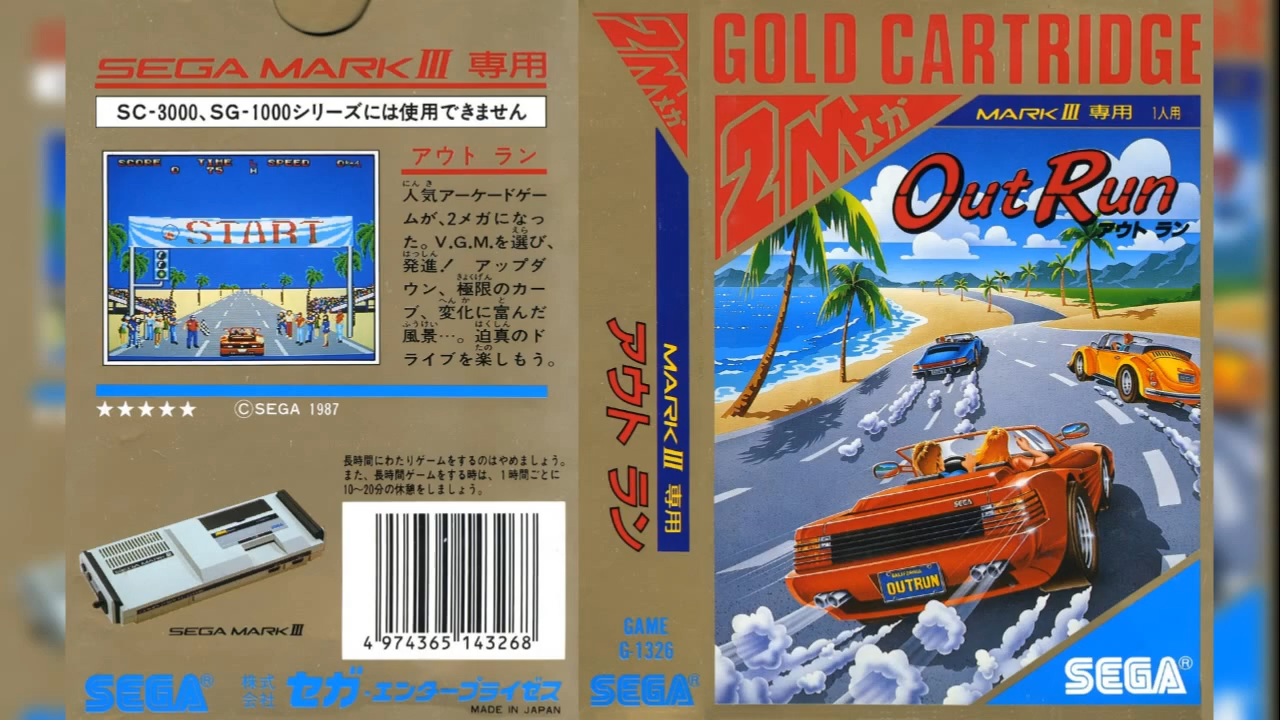 SEGA MARK III 専用
SC-3000、SG-1000シリーズには使用できません
SCORE TIME SPEED
0 75
START
アウト ラン
人気アーケードゲー
ムが、2メガになっ
た。V.G.M.を選び、
発進! アップダ
ウン、極限のカー
ブ、変化に富んだ
風景…。迫真のド
ライブを楽しもう。
★★★★★ ©SEGA 1987
長時間にわたりゲームをするのはやめましょう。
また、長時間ゲームをする時は、1時間ごとに
10〜20分の休憩をしましょう。
SEGA MARK III
4 974365 143268
SEGA® 株式会社 セガ・エンタープライゼス
MADE IN JAPAN
2Mメガ
MARK III 専用
アウト ラン
GAME
G-1326
SEGA®
GOLD CARTRIDGE
2Mメガ
MARK III 専用 1人用
OutRun
アウト ラン
SEGA
OUTRUN
SEGA®